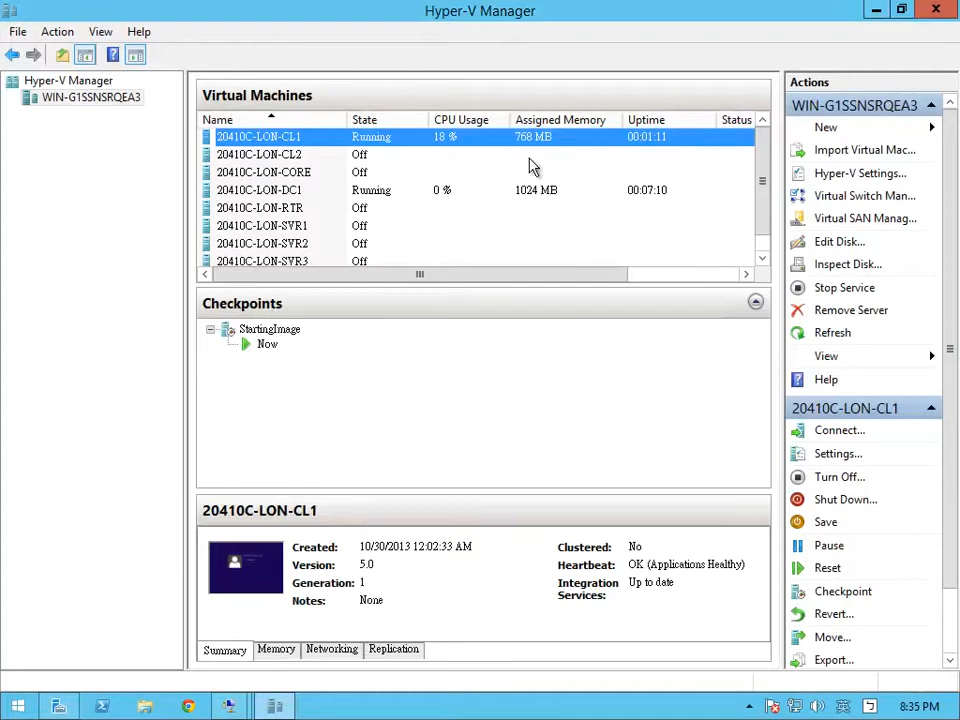 Hyper-V Manager
File Action View Help
Hyper-V Manager
WIN-G1SSNSRQEA3
Virtual Machines
Name State CPU Usage Assigned Memory Uptime Status
20410C-LON-CL1 Running 18 % 768 MB 00:01:11
20410C-LON-CL2 Off
20410C-LON-CORE Off
20410C-LON-DC1 Running 0 % 1024 MB 00:07:10
20410C-LON-RTR Off
20410C-LON-SVR1 Off
20410C-LON-SVR2 Off
20410C-LON-SVR3 Off
Checkpoints
StartingImage
Now
20410C-LON-CL1
Created: 10/30/2013 12:02:33 AM Clustered: No
Version: 5.0 Heartbeat: OK (Applications Healthy)
Generation: 1 Integration Services: Up to date
Notes: None
Summary Memory Networking Replication
Actions
WIN-G1SSNSRQEA3
New
Import Virtual Mac...
Hyper-V Settings...
Virtual Switch Man...
Virtual SAN Manag...
Edit Disk...
Inspect Disk...
Stop Service
Remove Server
Refresh
View
Help
20410C-LON-CL1
Connect...
Settings...
Turn Off...
Shut Down...
Save
Pause
Reset
Checkpoint
Revert...
Move...
Export...
英 8:35 PM